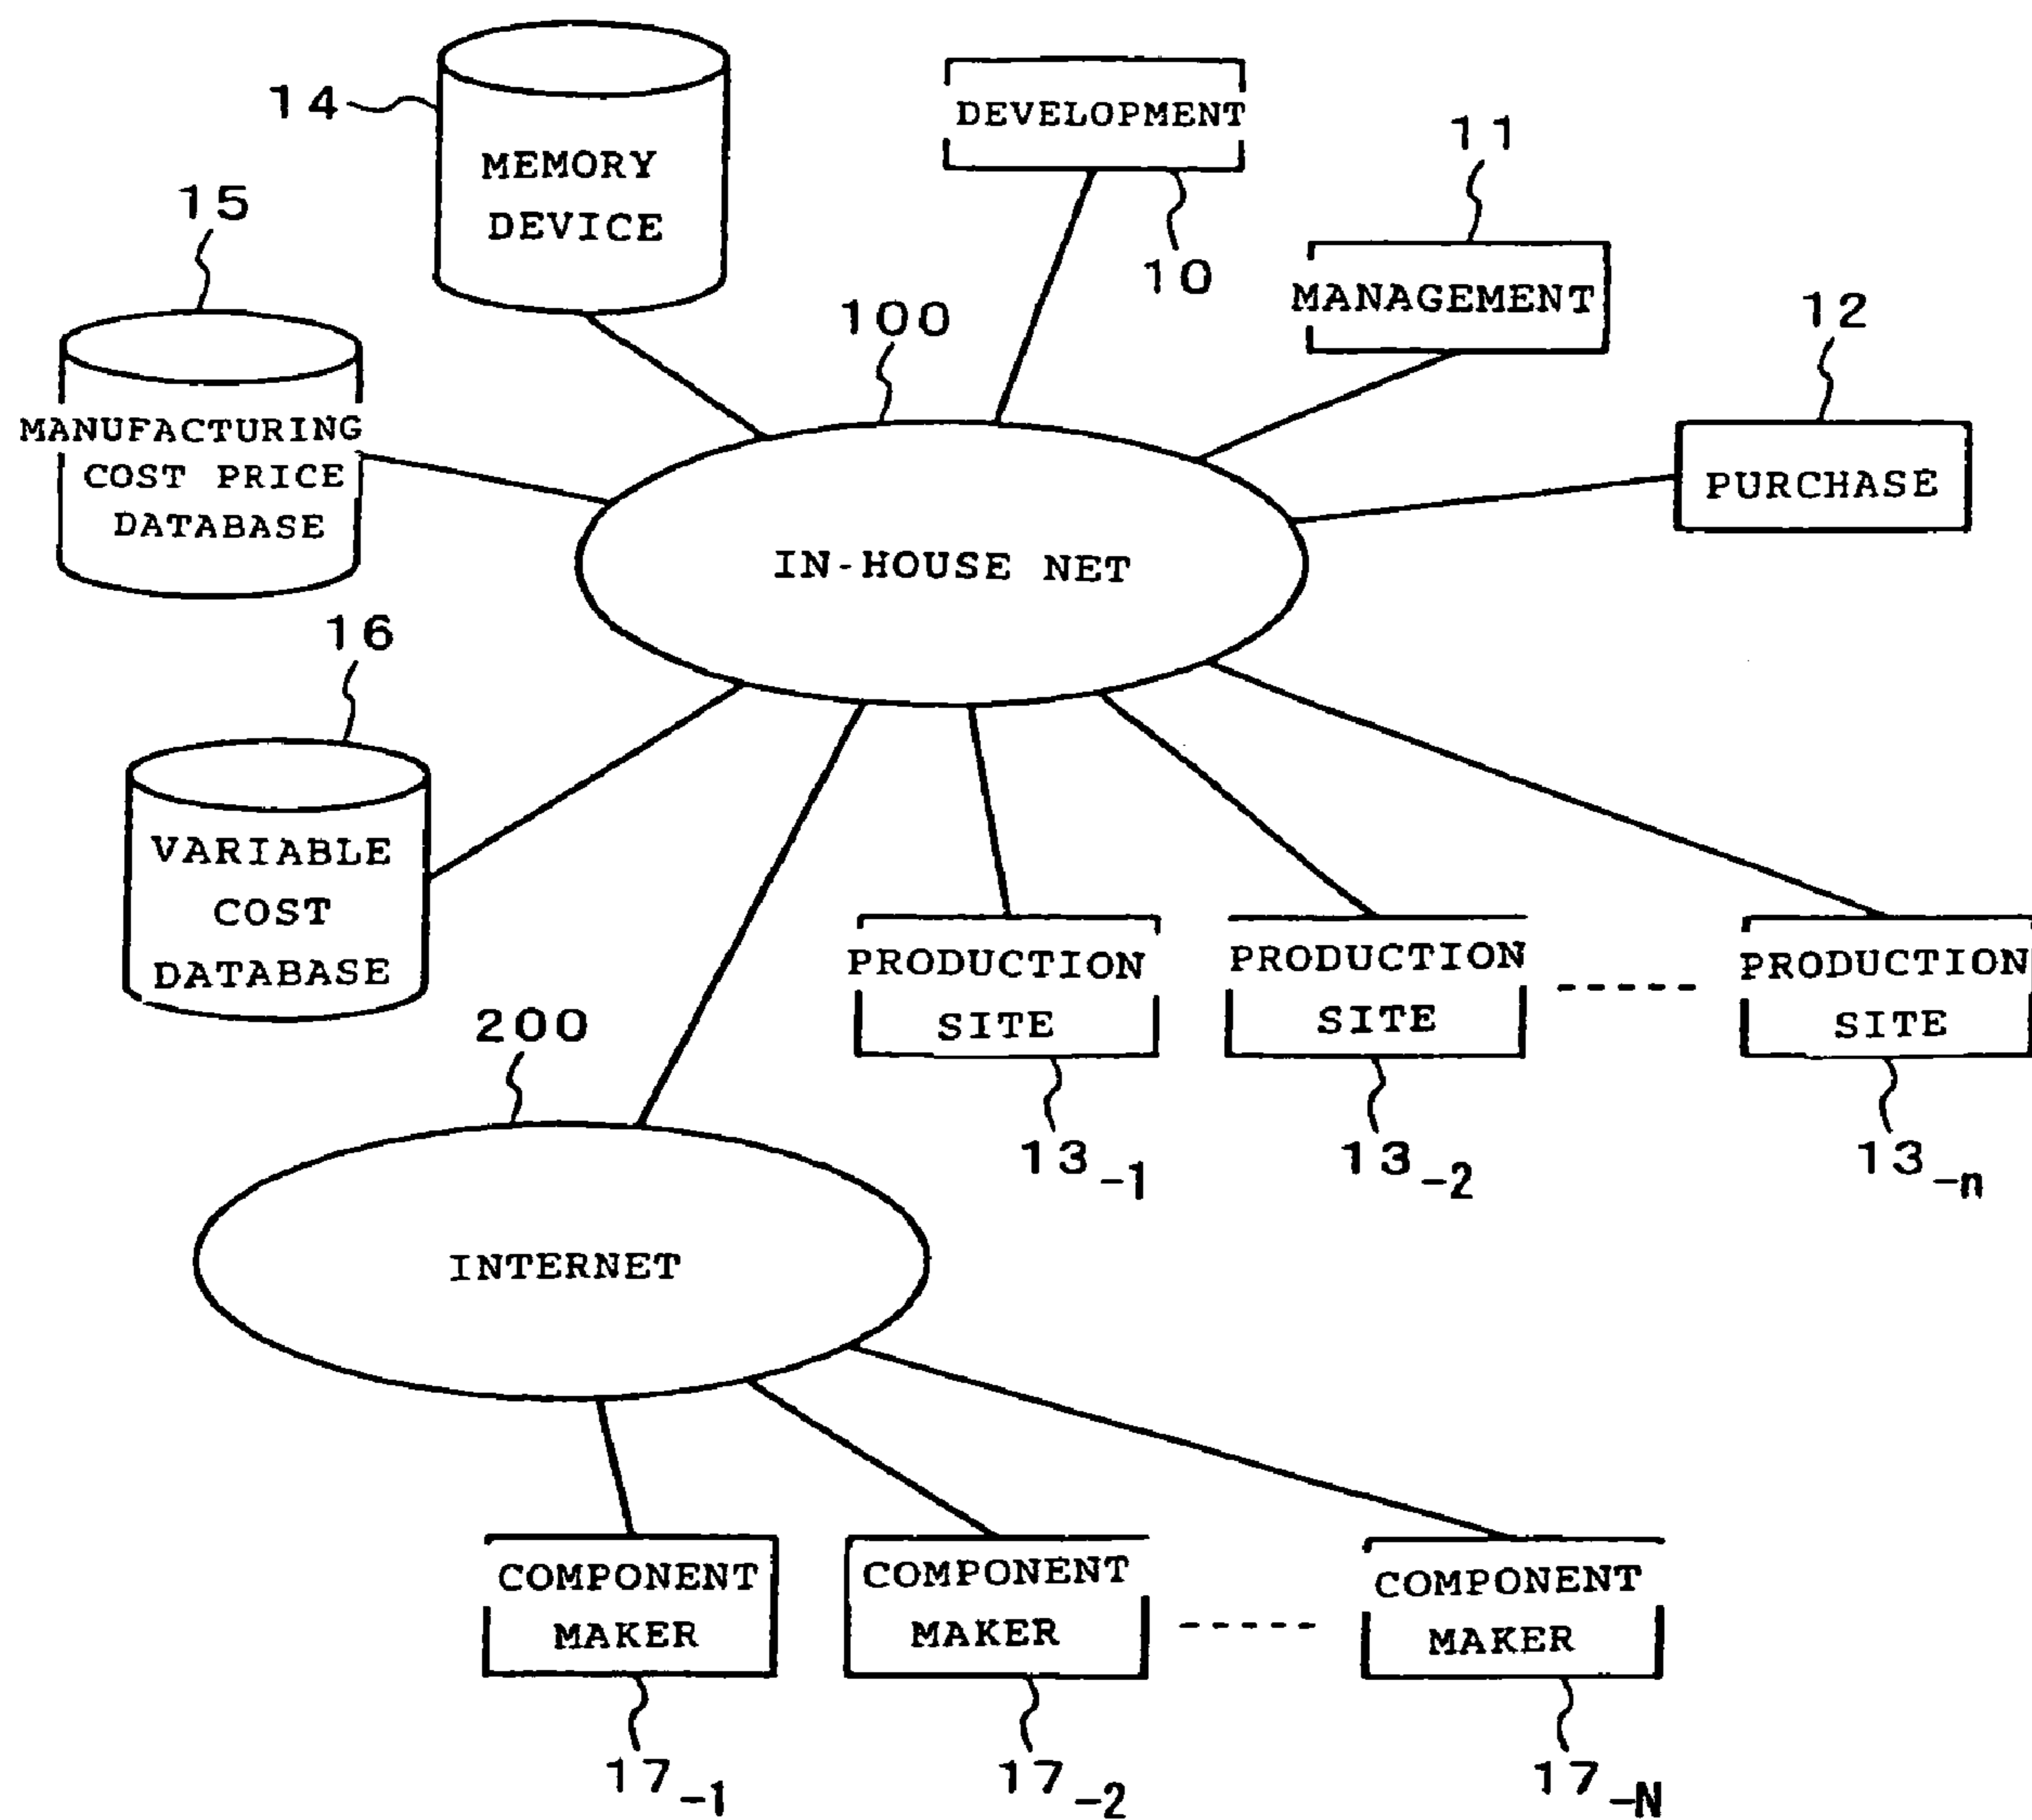 14
MEMORY
DEVICE
DEVELOPMENT
10
11
MANAGEMENT
15
MANUFACTURING
COST PRICE
DATABASE
100
IN-HOUSE NET
12
PURCHASE
16
VARIABLE
COST
DATABASE
PRODUCTION
SITE
13-1
PRODUCTION
SITE
13-2
-----
PRODUCTION
SITE
13-n
200
INTERNET
COMPONENT
MAKER
17-1
COMPONENT
MAKER
17-2
-----
COMPONENT
MAKER
17-N